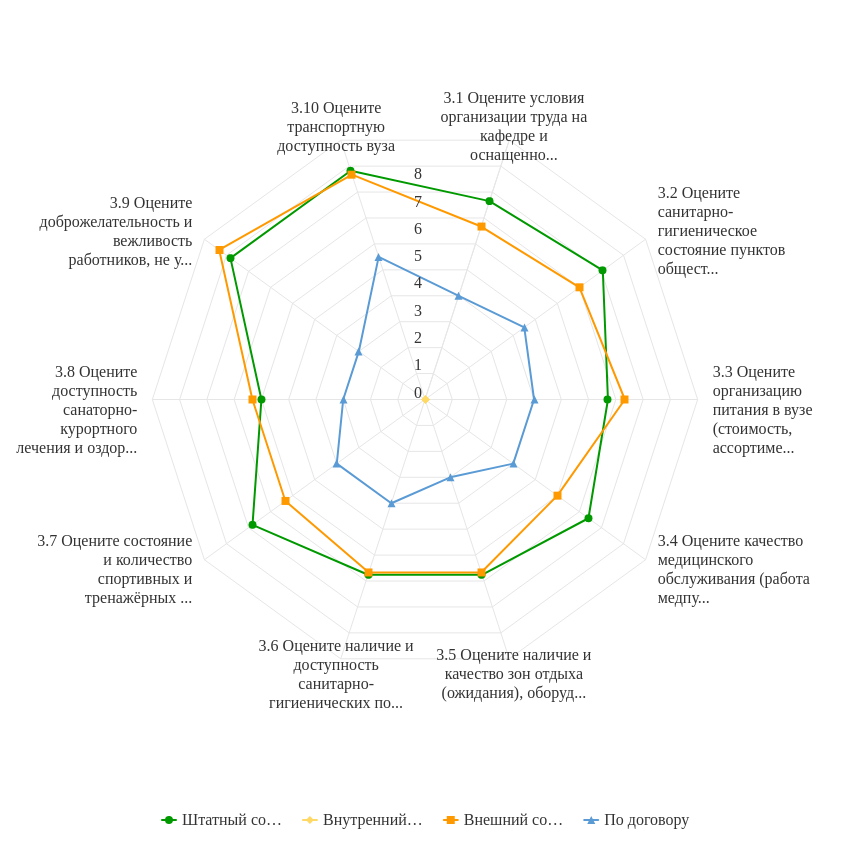 3.10 Оцените
транспортную
доступность вуза
3.1 Оцените условия
организации труда на
кафедре и
оснащенно...
3.2 Оцените
санитарно-
гигиеническое
состояние пунктов
общест...
3.3 Оцените
организацию
питания в вузе
(стоимость,
ассортиме...
3.4 Оцените качество
медицинского
обслуживания (работа
медпу...
3.5 Оцените наличие и
качество зон отдыха
(ожидания), оборуд...
3.6 Оцените наличие и
доступность
санитарно-
гигиенических по...
3.7 Оцените состояние
и количество
спортивных и
тренажёрных ...
3.8 Оцените
доступность
санаторно-
курортного
лечения и оздор...
3.9 Оцените
доброжелательность и
вежливость
работников, не у...
8
7
6
5
4
3
2
1
0
Штатный со…
Внутренний…
Внешний со…
По договору